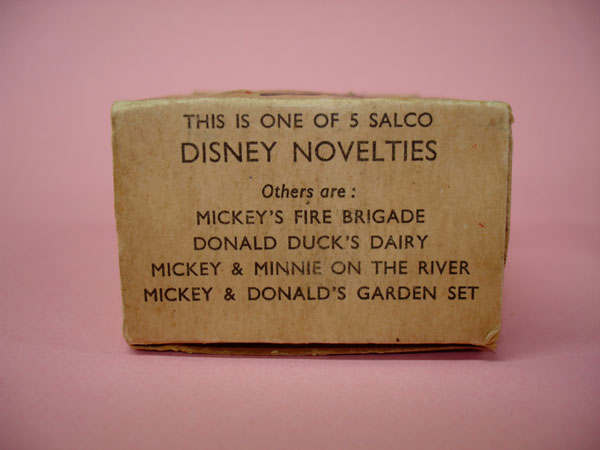 THIS IS ONE OF 5 SALCO
DISNEY NOVELTIES
Others are :
MICKEY'S FIRE BRIGADE
DONALD DUCK'S DAIRY
MICKEY & MINNIE ON THE RIVER
MICKEY & DONALD'S GARDEN SET